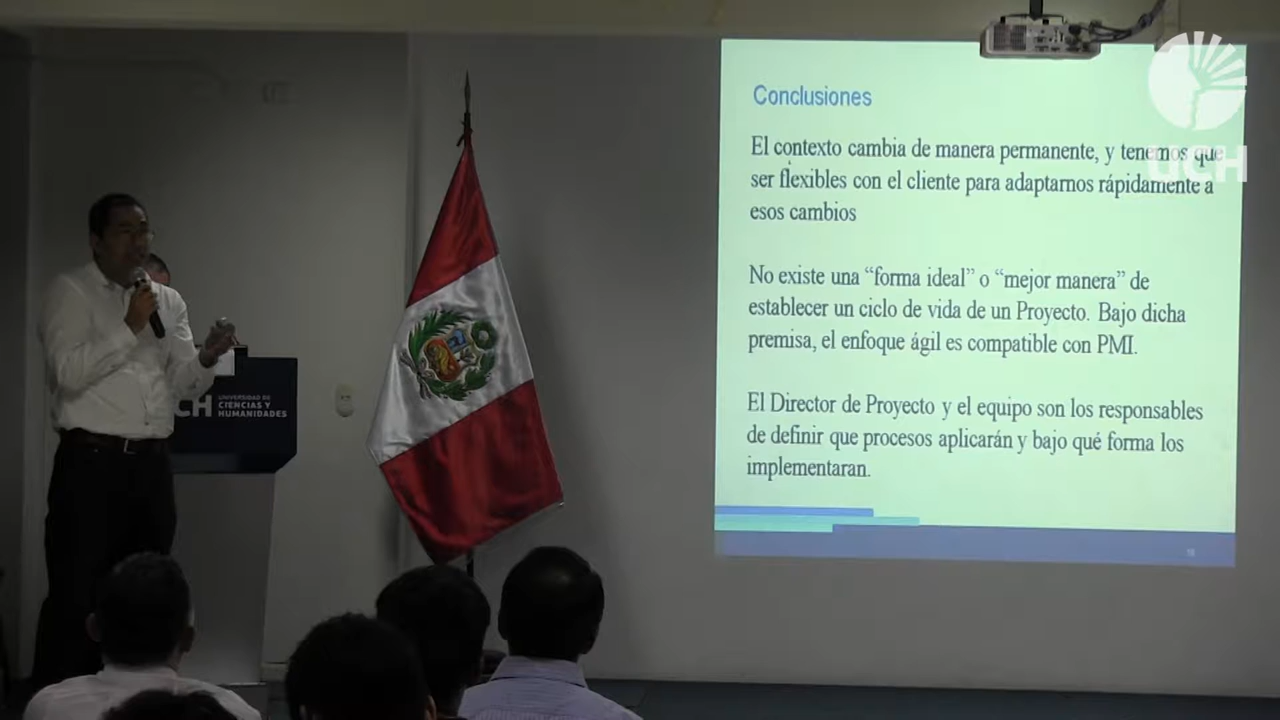 Conclusiones
El contexto cambia de manera permanente, y tenemos que
ser flexibles con el cliente para adaptarnos rápidamente a
esos cambios
No existe una “forma ideal” o “mejor manera” de
establecer un ciclo de vida de un Proyecto. Bajo dicha
premisa, el enfoque ágil es compatible con PMI.
El Director de Proyecto y el equipo son los responsables
de definir que procesos aplicarán y bajo qué forma los
implementaran.
UCH
CH
UNIVERSIDAD DE
CIENCIAS Y
HUMANIDADES